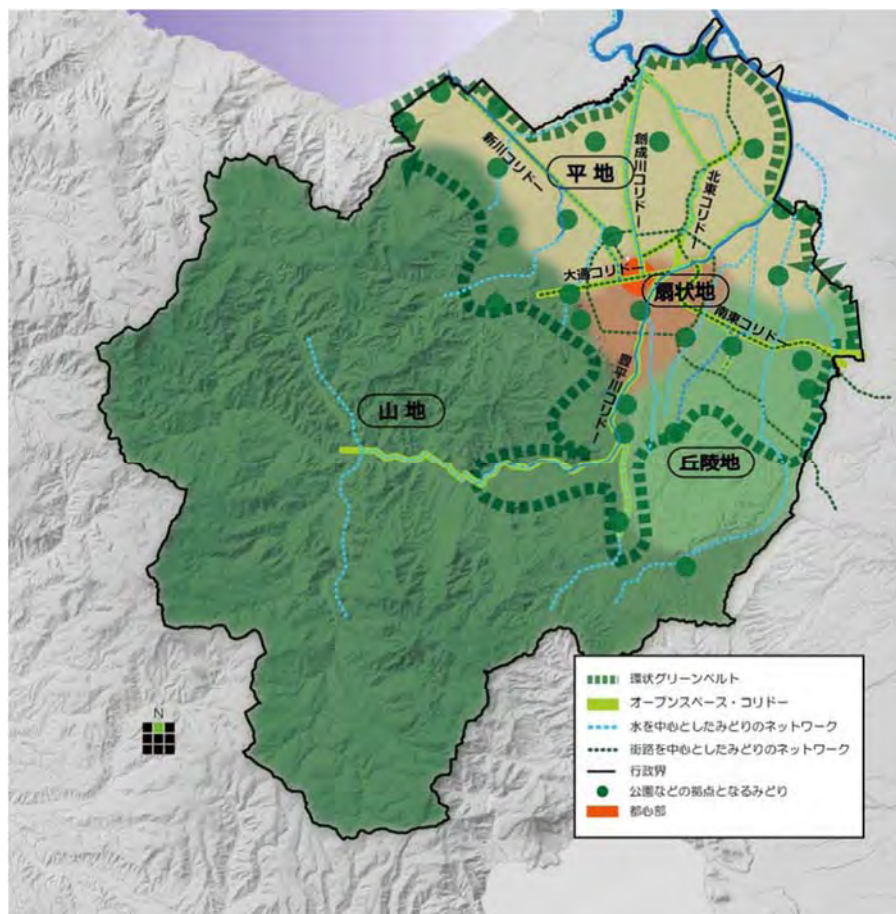 新川コリドー
創成川コリドー
北東コリドー
平地
大通コリドー
扇状地
南東コリドー
豊平川コリドー
山地
丘陵地
N
環状グリーンベルト
オープンスペース・コリドー
水を中心としたみどりのネットワーク
街路を中心としたみどりのネットワーク
行政界
公園などの拠点となるみどり
都心部